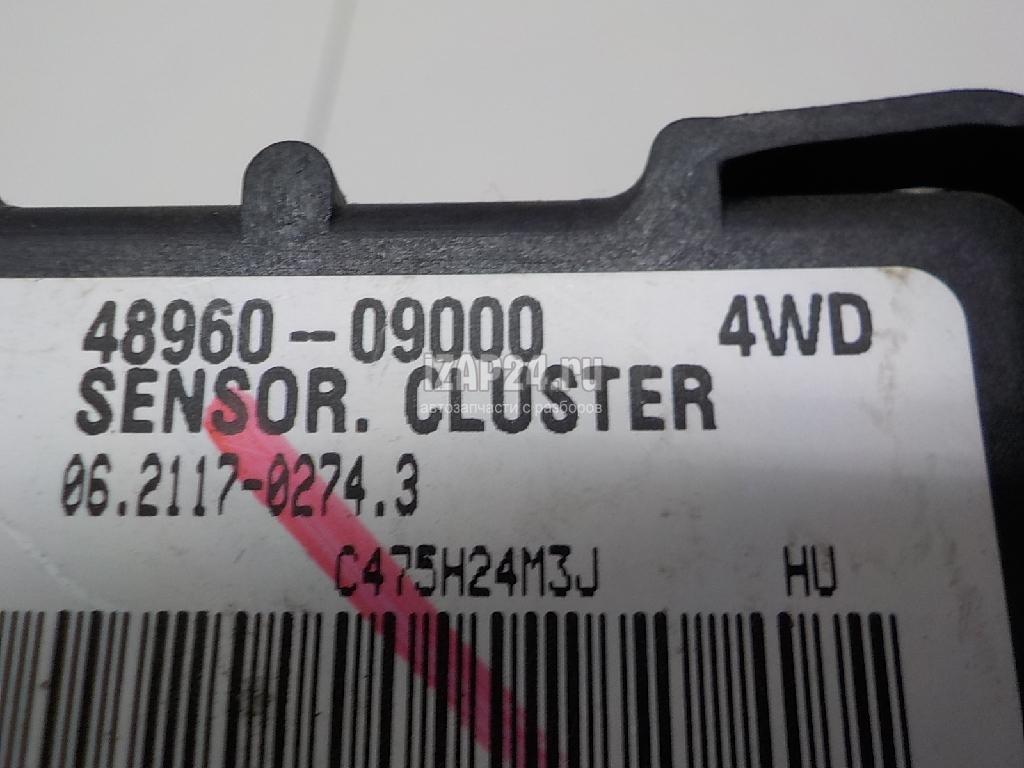 48960-09000 4WD
iZAP24.ru
SENSOR. CLUSTER
автозапчасти с разборов
06.2117-0274.3
C475H24M3J HU